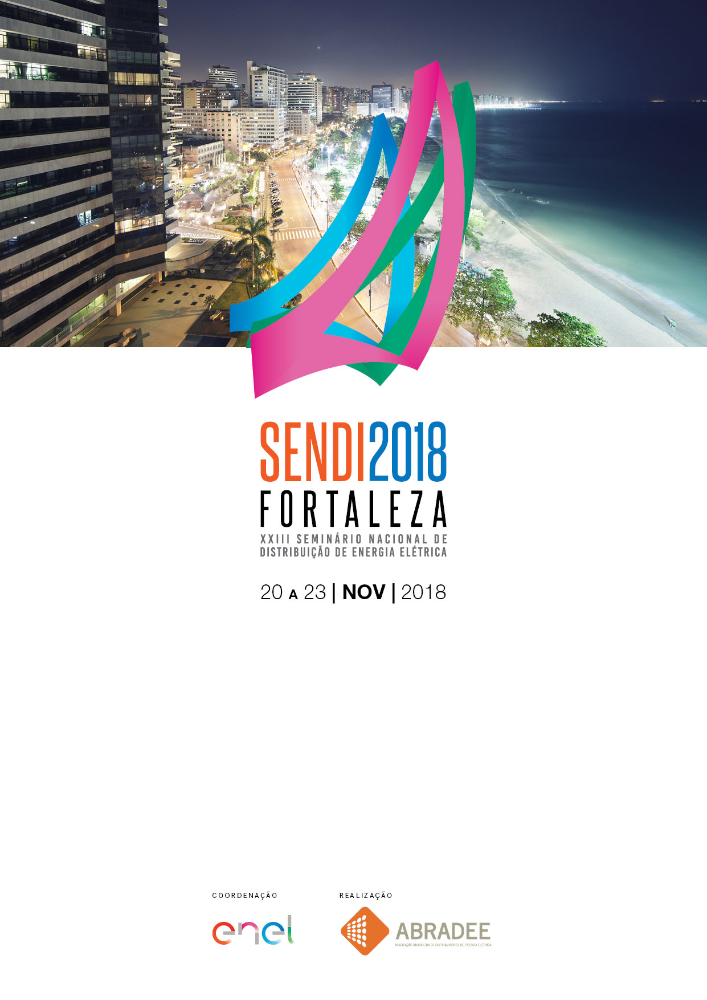 SENDI2018
FORTALEZA
XXIII SEMINÁRIO NACIONAL DE
DISTRIBUIÇÃO DE ENERGIA ELÉTRICA
20 A 23 | NOV | 2018
COORDENAÇÃO
REALIZAÇÃO
enel
ABRADEE
ASSOCIAÇÃO BRASILEIRA DE DISTRIBUIDORES DE ENERGIA ELÉTRICA